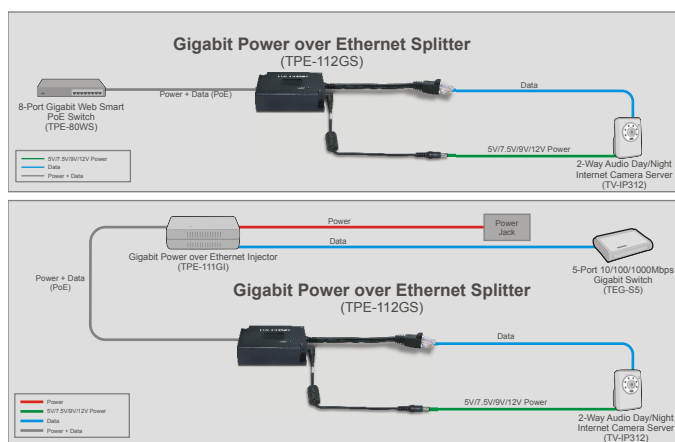 Gigabit Power over Ethernet Splitter
(TPE-112GS)
Power + Data (PoE)
Data
8-Port Gigabit Web Smart
PoE Switch
(TPE-80WS)
5V/7.5V/9V/12V Power
2-Way Audio Day/Night
Internet Camera Server
(TV-IP312)
5V/7.5V/9V/12V Power
Data
Power + Data
Power
Power
Jack
Data
Gigabit Power over Ethernet Injector
(TPE-111GI)
5-Port 10/100/1000Mbps
Gigabit Switch
(TEG-S5)
Power + Data
(PoE)
Gigabit Power over Ethernet Splitter
(TPE-112GS)
Data
5V/7.5V/9V/12V Power
2-Way Audio Day/Night
Internet Camera Server
(TV-IP312)
Power
5V/7.5V/9V/12V Power
Data
Power + Data